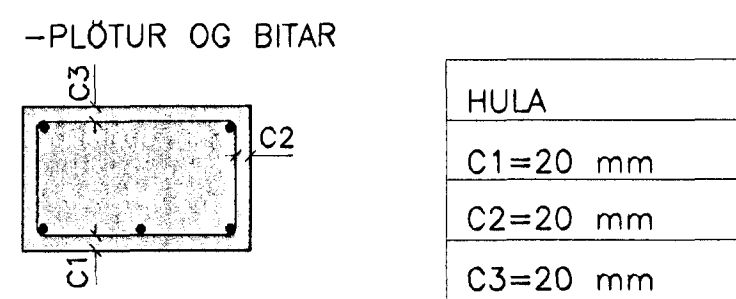 -PLÖTUR OG BITAR
C3
C2
C1
HULA
C1=20 mm
C2=20 mm
C3=20 mm